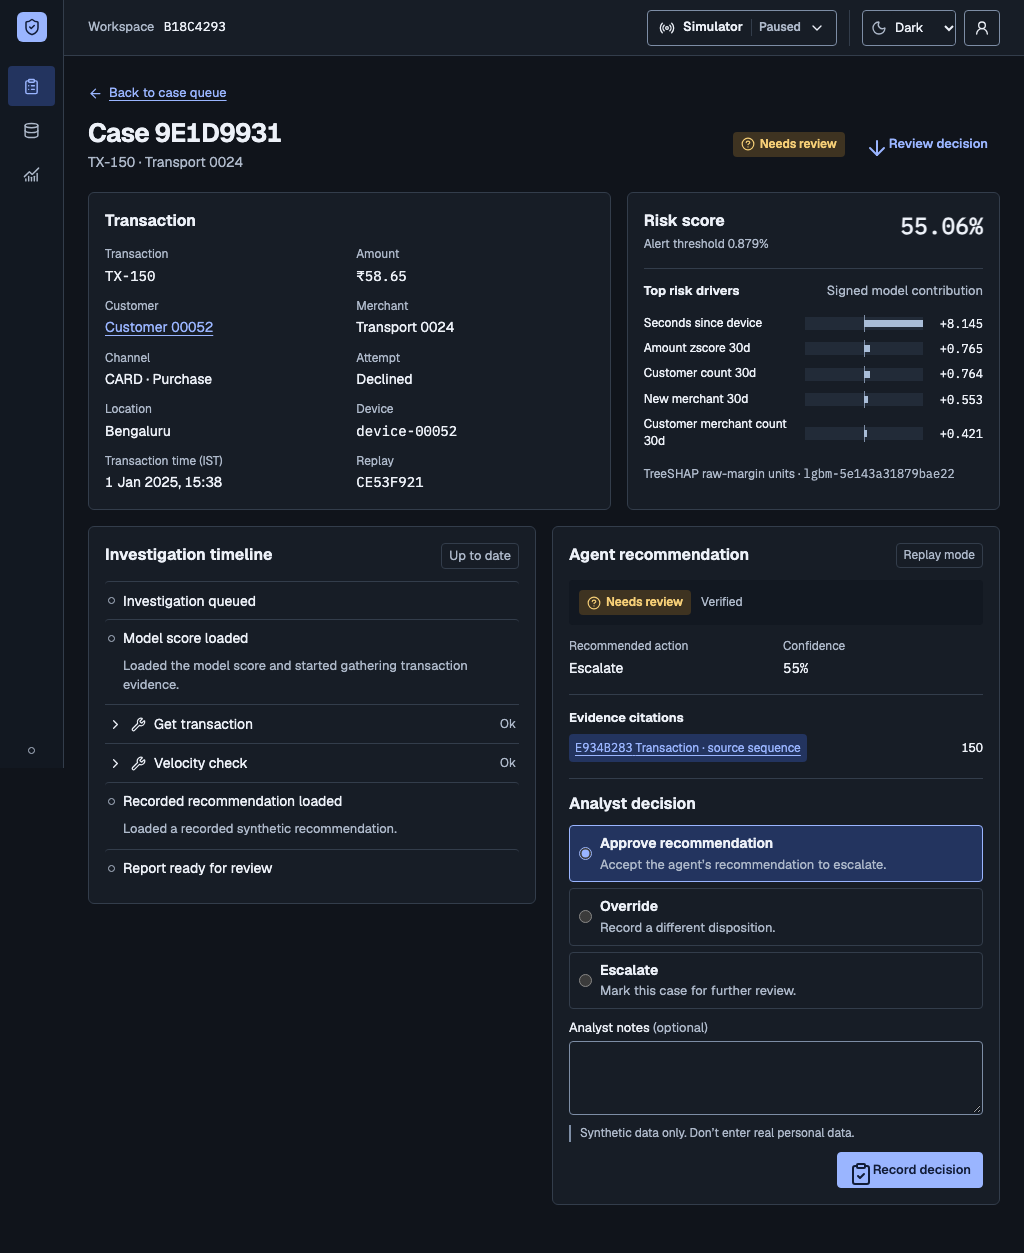 Workspace B18C4293
Simulator Paused
Dark
Back to case queue
Case 9E1D9931
TX-150 · Transport 0024
Needs review
Review decision
Transaction
Transaction
TX-150
Amount
₹58.65
Customer
Customer 00052
Merchant
Transport 0024
Channel
CARD · Purchase
Attempt
Declined
Location
Bengaluru
Device
device-00052
Transaction time (IST)
1 Jan 2025, 15:38
Replay
CE53F921
Risk score
55.06%
Alert threshold 0.879%
Top risk drivers
Signed model contribution
Seconds since device +8.145
Amount zscore 30d +0.765
Customer count 30d +0.764
New merchant 30d +0.553
Customer merchant count
30d
+0.421
TreeSHAP raw-margin units · lgbm-5e143a31879bae22
Investigation timeline
Up to date
Investigation queued
Model score loaded
Loaded the model score and started gathering transaction
evidence.
Get transaction Ok
Velocity check Ok
Recorded recommendation loaded
Loaded a recorded synthetic recommendation.
Report ready for review
Agent recommendation
Replay mode
Needs review Verified
Recommended action
Escalate
Confidence
55%
Evidence citations
E934B283 Transaction · source sequence 150
Analyst decision
Approve recommendation
Accept the agent's recommendation to escalate.
Override
Record a different disposition.
Escalate
Mark this case for further review.
Analyst notes (optional)
Synthetic data only. Don't enter real personal data.
Record decision